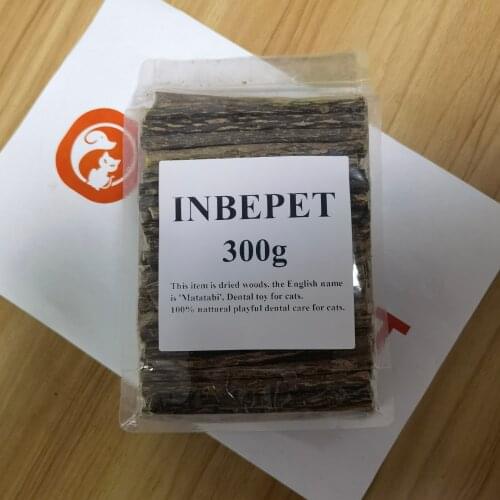 INBEPET
300g
This item is dried woods. the English name
is 'Matatabi'. Dental toy for cats.
100% nattural playful dental care for cats.